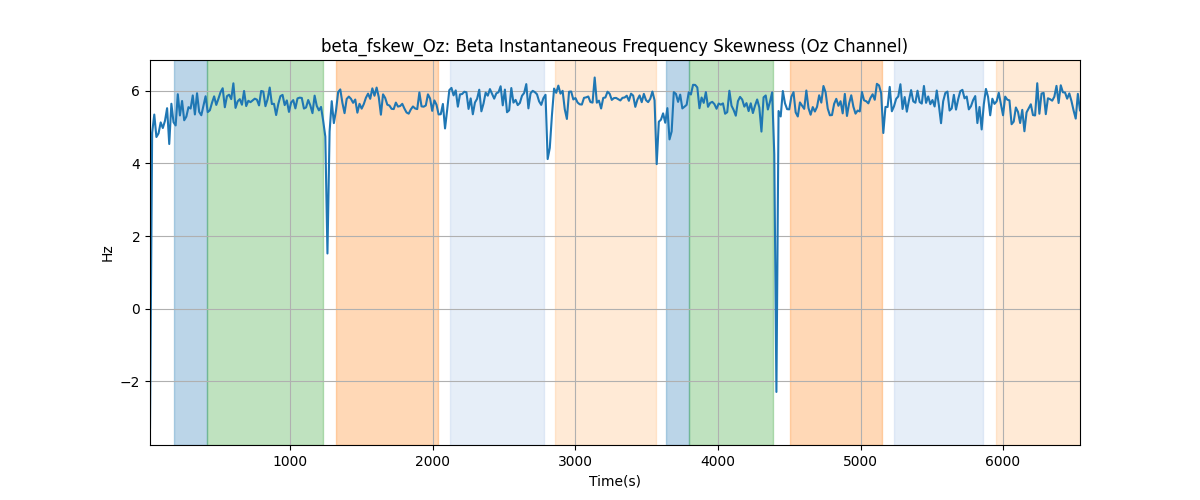 beta_fskew_Oz: Beta Instantaneous Frequency Skewness (Oz Channel)
6
4
2
0
−2
Hz
1000 2000 3000 4000 5000 6000
Time(s)